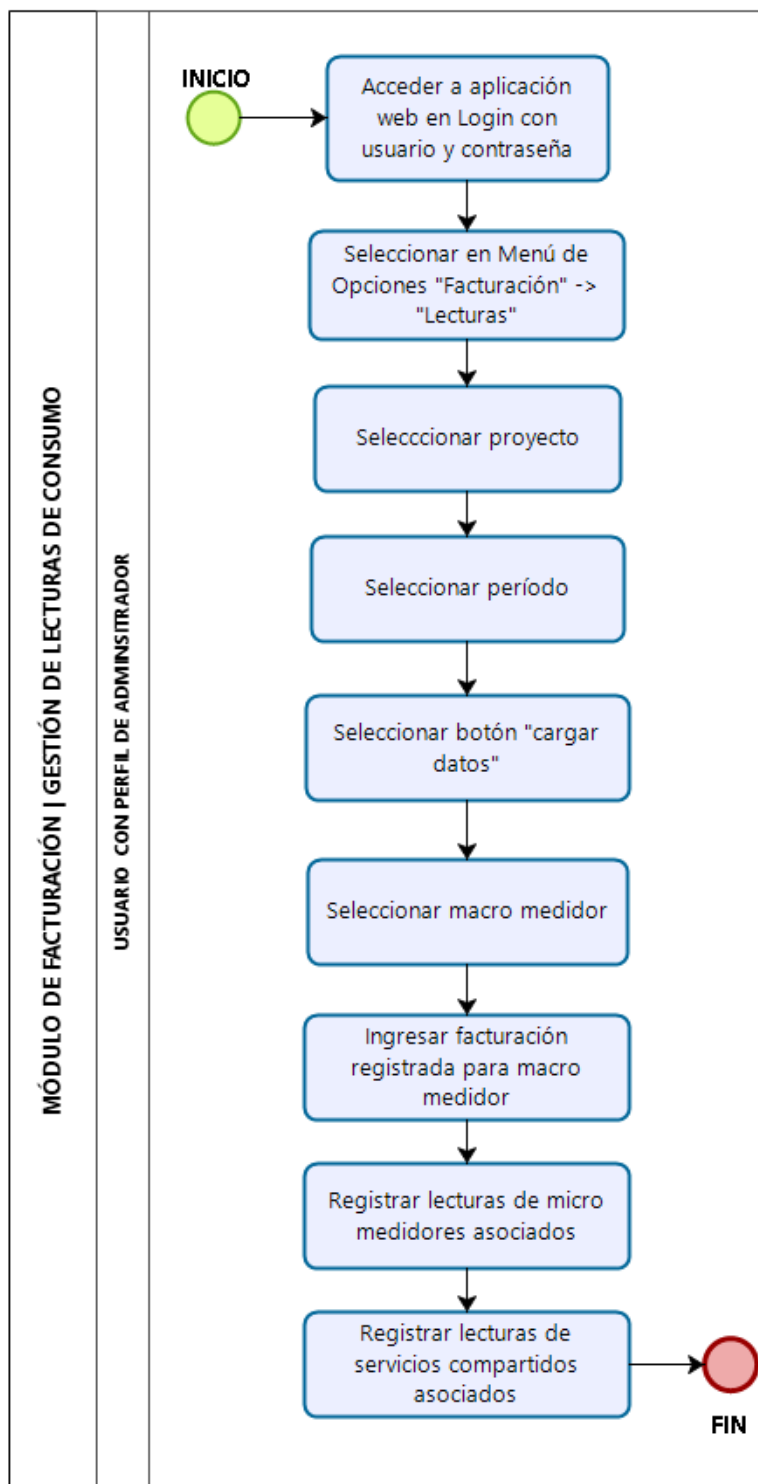 MÓDULO DE FACTURACIÓN | GESTIÓN DE LECTURAS DE CONSUMO
USUARIO CON PERFIL DE ADMINSITRADOR
INICIO
Acceder a aplicación
web en Login con
usuario y contraseña
Seleccionar en Menú de
Opciones "Facturación" ->
"Lecturas"
Selecccionar proyecto
Seleccionar período
Seleccionar botón "cargar
datos"
Seleccionar macro medidor
Ingresar facturación
registrada para macro
medidor
Registrar lecturas de micro
medidores asociados
Registrar lecturas de
servicios compartidos
asociados
FIN